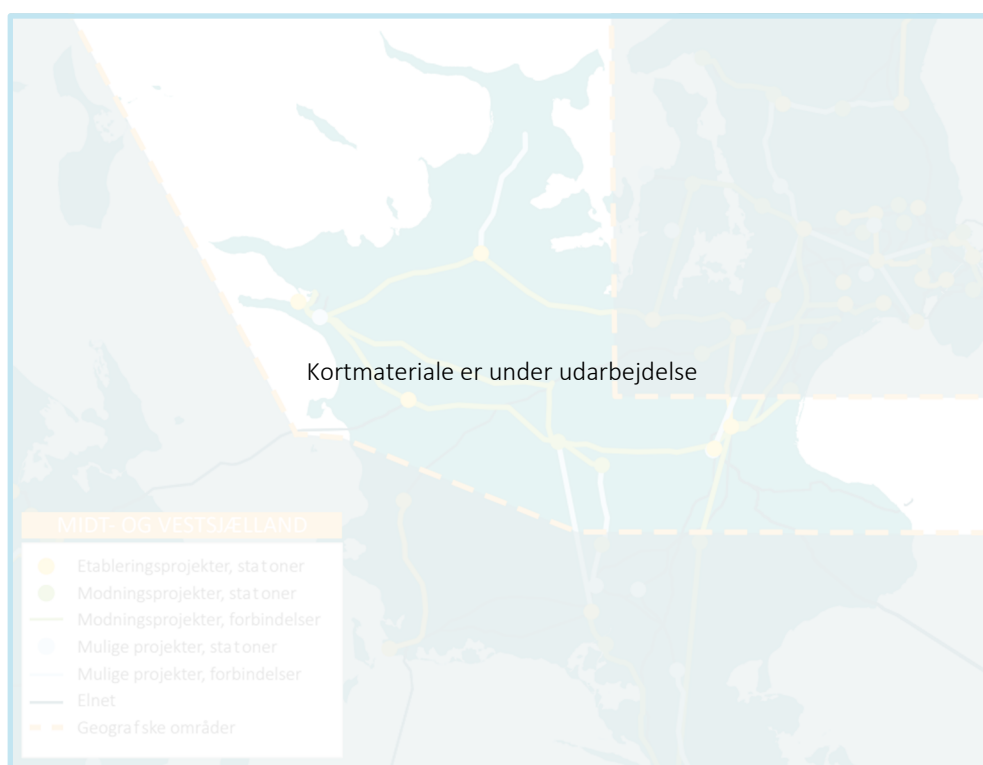 Kortmateriale er under udarbejdelse
MIDT- OG VESTSJÆLLAND
Etableringsprojekter, stationer
Modningsprojekter, stationer
Modningsprojekter, forbindelser
Mulige projekter, stationer
Mulige projekter, forbindelser
Elnet
Geografske områder